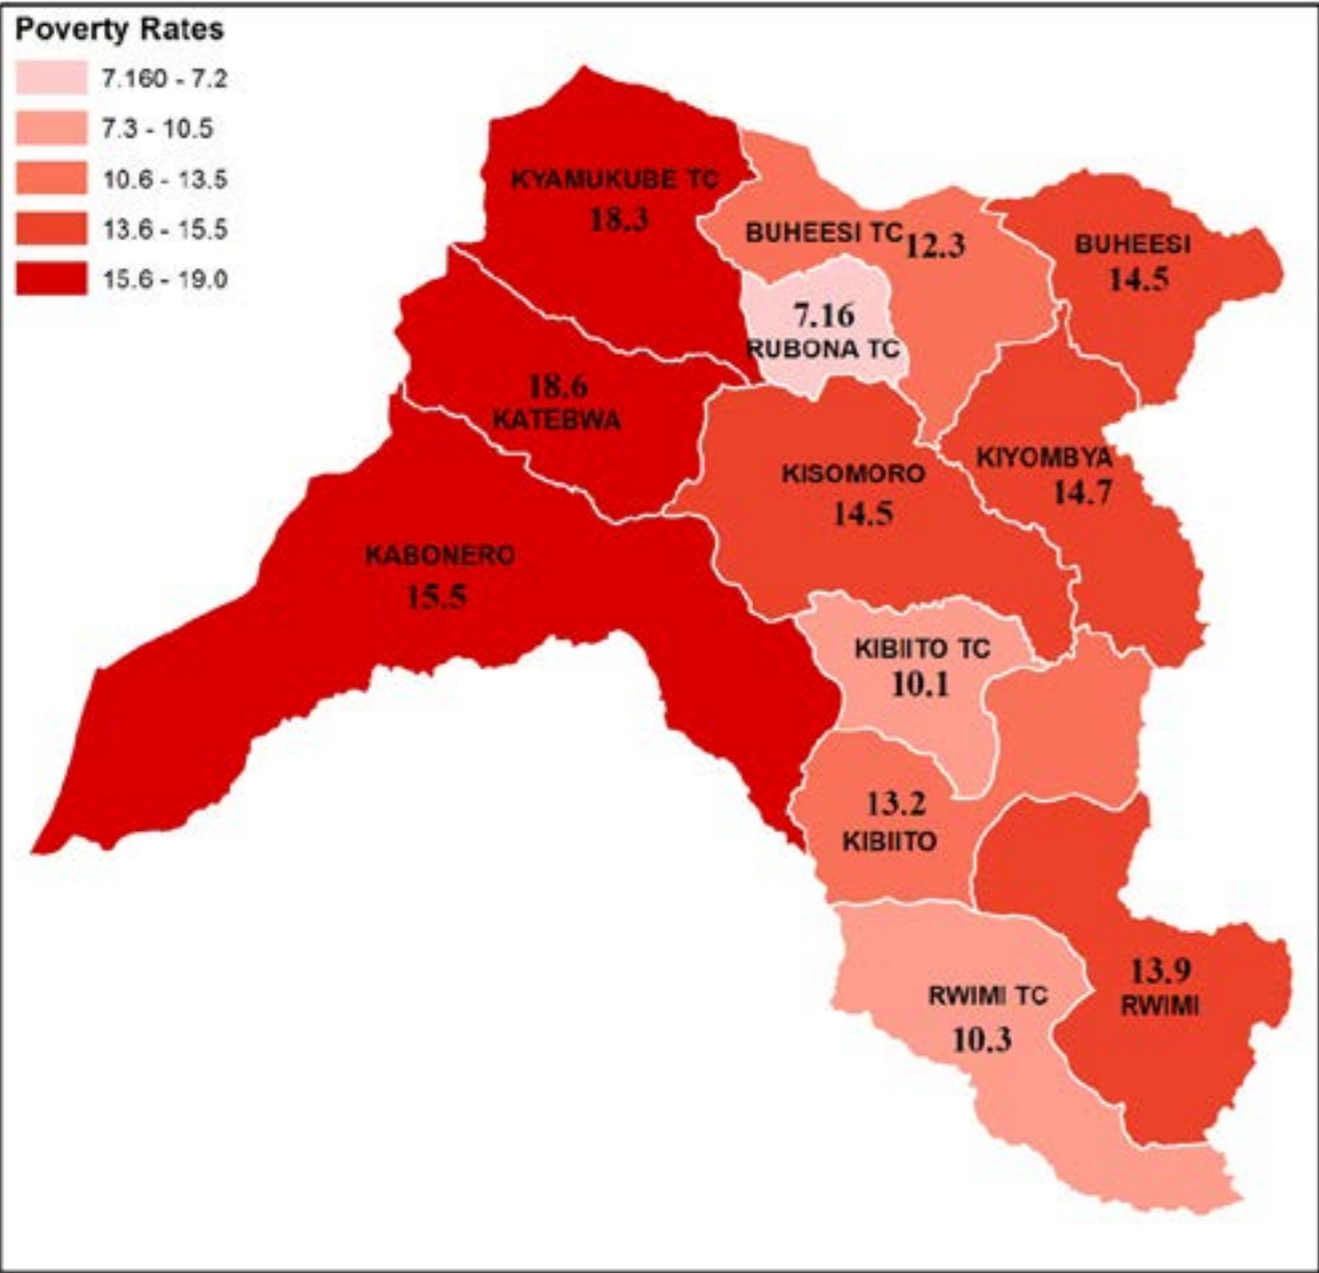 Poverty Rates
7.160 - 7.2
7.3 - 10.5
10.6 - 13.5
13.6 - 15.5
15.6 - 19.0
KYAMUKUBE TC
18.3
BUHEESI TC 12.3
BUHEESI
14.5
7.16
RUBONA TC
18.6
KATEBWA
KISOMORO
14.5
KIYOMBYA
14.7
KABONERO
15.5
KIBIITO TC
10.1
13.2
KIBIITO
RWIMI TC
10.3
13.9
RWIMI